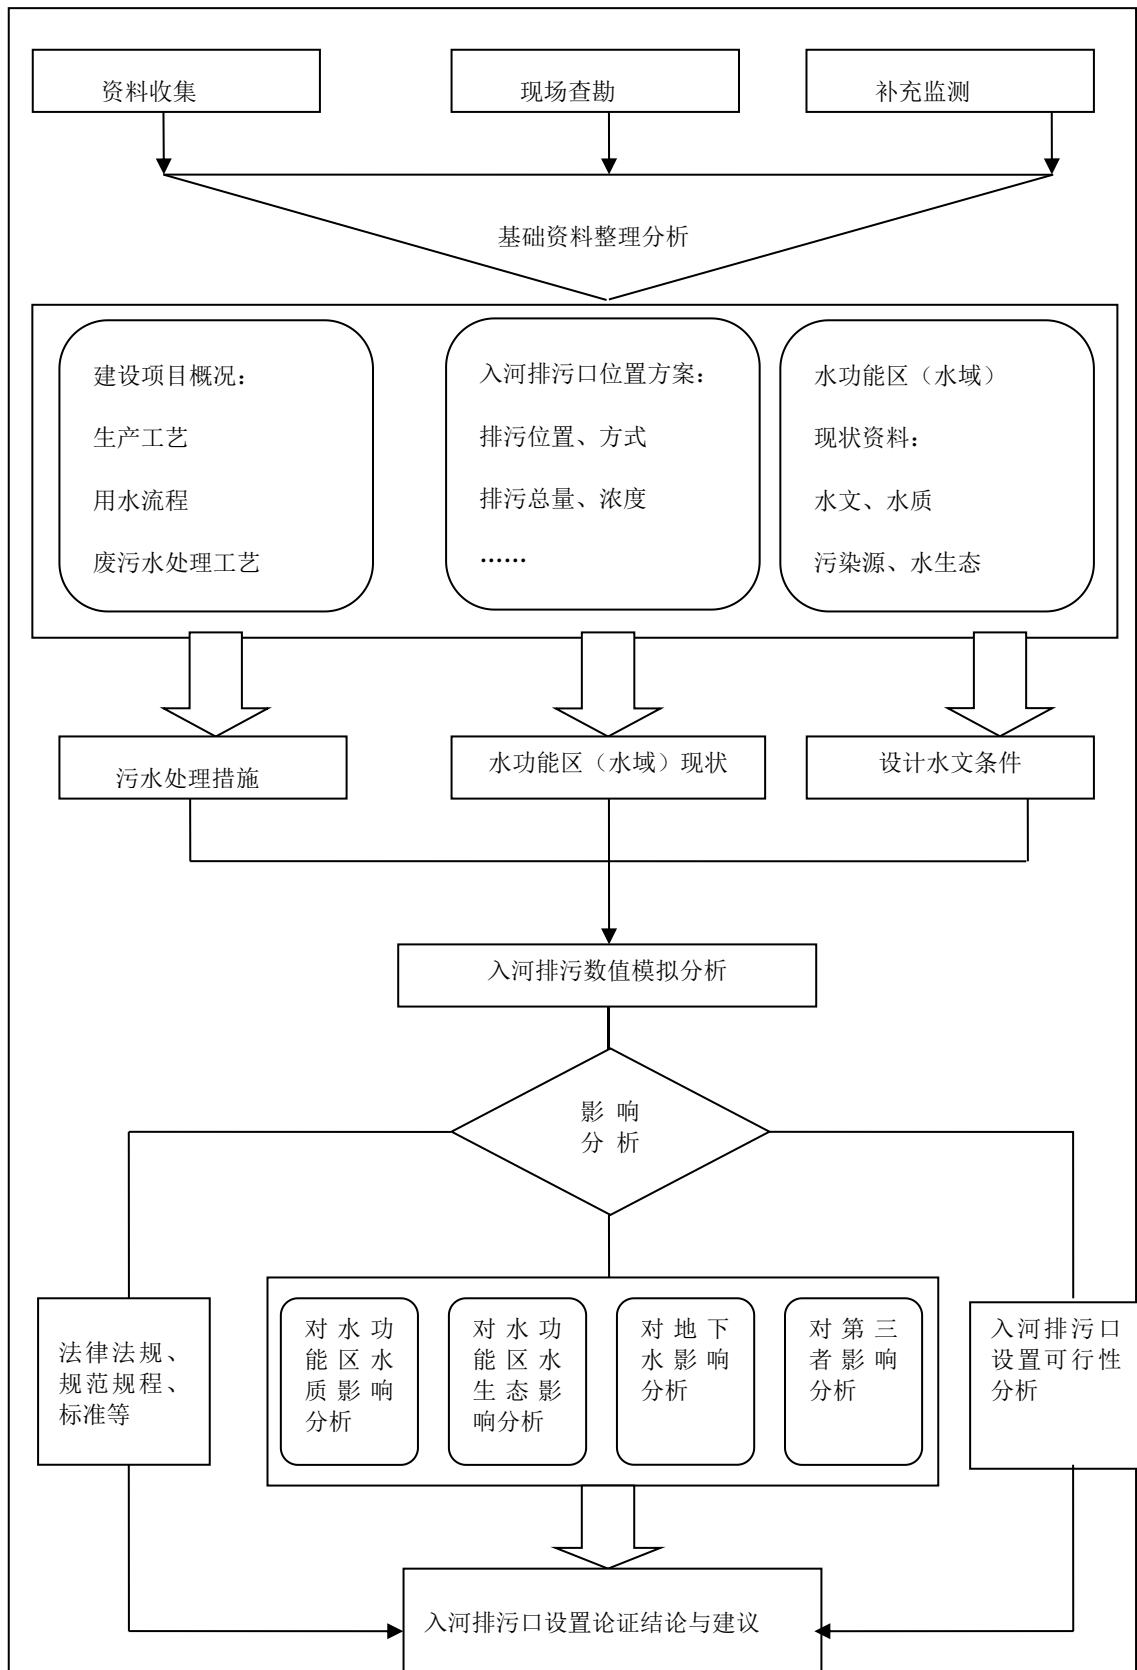 资料收集
现场查勘
补充监测
基础资料整理分析
建设项目概况：
生产工艺
用水流程
废污水处理工艺
入河排污口位置方案：
排污位置、方式
排污总量、浓度
……
水功能区（水域）
现状资料：
水文、水质
污染源、水生态
污水处理措施
水功能区（水域）现状
设计水文条件
入河排污数值模拟分析
影 响
分 析
法律法规、
规范规程、
标准等
对 水 功
能 区 水
质 影 响
分析
对 水 功
能 区 水
生 态 影
响分析
对 地 下
水 影 响
分析
对 第 三
者 影 响
分析
入河排污口
设置可行性
分析
入河排污口设置论证结论与建议